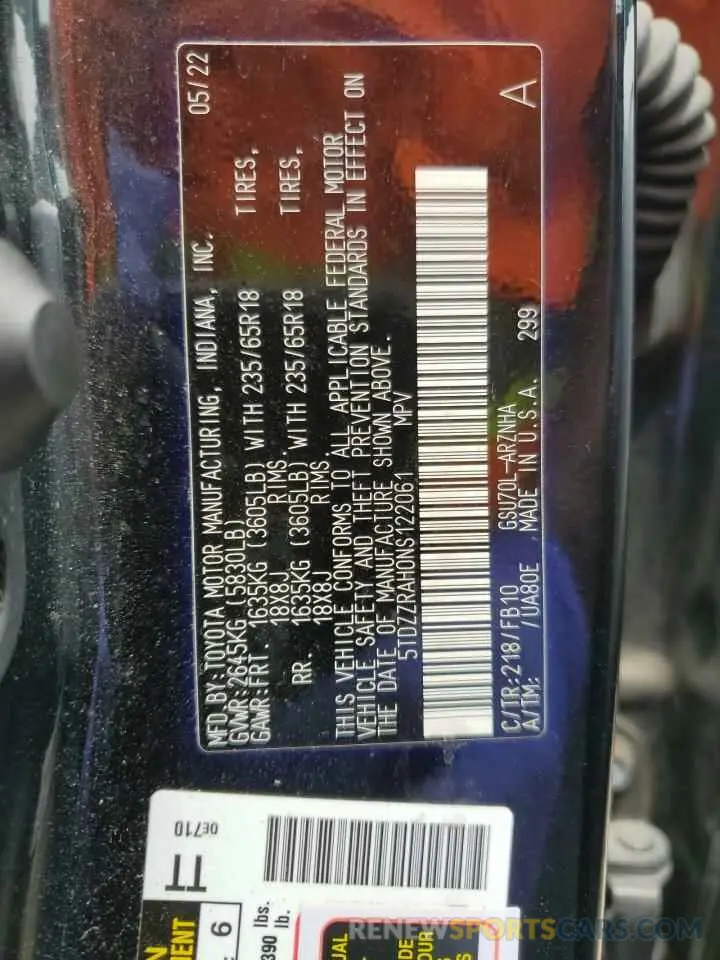 MFD.BY:TOYOTA MOTOR MANUFACTURING, INDIANA, INC. 05/22
GVWR:2645KG (5830LB)
GAWR:FRT. 1635KG (3605LB) WITH 235/65R18 TIRES,
18X8J RIMS.
RR. 1635KG (3605LB) WITH 235/65R18 TIRES,
18X8J RIMS.
THIS VEHICLE CONFORMS TO ALL APPLICABLE FEDERAL MOTOR
VEHICLE SAFETY AND THEFT PREVENTION STANDARDS IN EFFECT ON
THE DATE OF MANUFACTURE SHOWN ABOVE.
5TDZZRAH0NS122061 MPV
C/TR:218/FB10 GSU70L-ARZNHA
A/TM: /UA80E MADE IN U.S.A. 299 A
0E710
6
390 lbs.
lb.
RENEWSPORTSCARS.COM